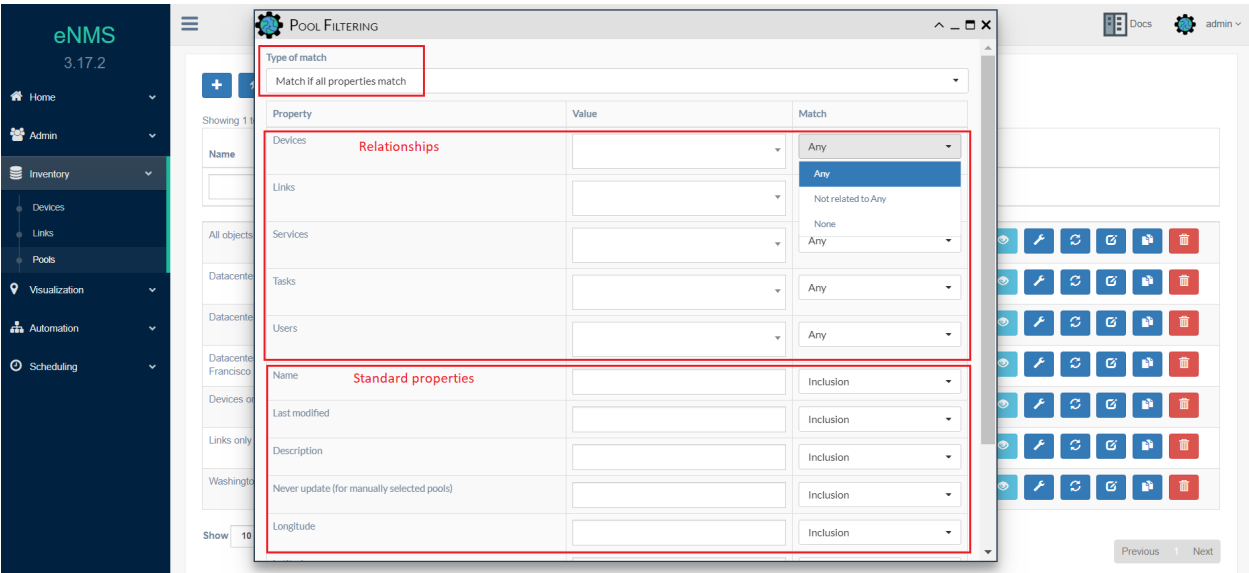 eNMS
3.17.2
Home
Admin
Inventory
Devices
Links
Pools
Visualization
Automation
Scheduling
Docs
admin
Showing 1 t
Name
All objects
Datacente
Datacente
Datacente
Francisco
Devices o
Links only
Washingto
Show 10
Previous 1 Next
Pool Filtering
Type of match
Match if all properties match
Property Value Match
Devices Relationships Any
Any
Links Not related to Any
None
Services Any
Tasks Any
Users Any
Name Standard properties Inclusion
Last modified Inclusion
Description Inclusion
Never update (for manually selected pools) Inclusion
Longitude Inclusion